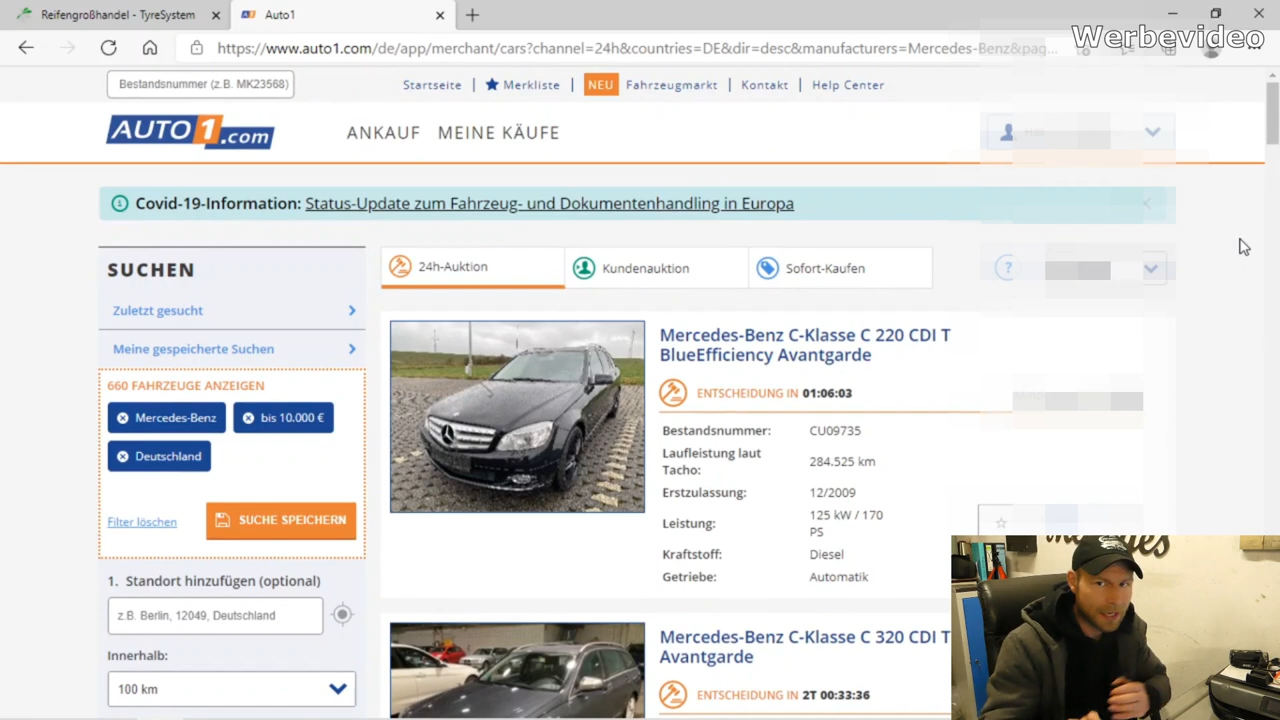 Reifengroßhandel - TyreSystem
Auto1
https://www.auto1.com/de/app/merchant/cars?channel=24h&countries=DE&dir=desc&manufacturers=Mercedes-Benz&pag...
Werbevideo
Bestandsnummer (z.B. MK23568)
Startseite | Merkliste | NEU Fahrzeugmarkt | Kontakt | Help Center
AUTO1.com
ANKAUF MEINE KÄUFE
Covid-19-Information: Status-Update zum Fahrzeug- und Dokumentenhandling in Europa
SUCHEN
Zuletzt gesucht
Meine gespeicherte Suchen
660 FAHRZEUGE ANZEIGEN
Mercedes-Benz bis 10.000 €
Deutschland
Filter löschen SUCHE SPEICHERN
1. Standort hinzufügen (optional)
z.B. Berlin, 12049, Deutschland
Innerhalb:
100 km
24h-Auktion Kundenauktion Sofort-Kaufen
?
Mercedes-Benz C-Klasse C 220 CDI T
BlueEfficiency Avantgarde
ENTSCHEIDUNG IN 01:06:03
Bestandsnummer: CU09735
Laufleistung laut
Tacho: 284.525 km
Erstzulassung: 12/2009
Leistung: 125 kW / 170
PS
Kraftstoff: Diesel
Getriebe: Automatik
Mercedes-Benz C-Klasse C 320 CDI T
Avantgarde
ENTSCHEIDUNG IN 2T 00:33:36